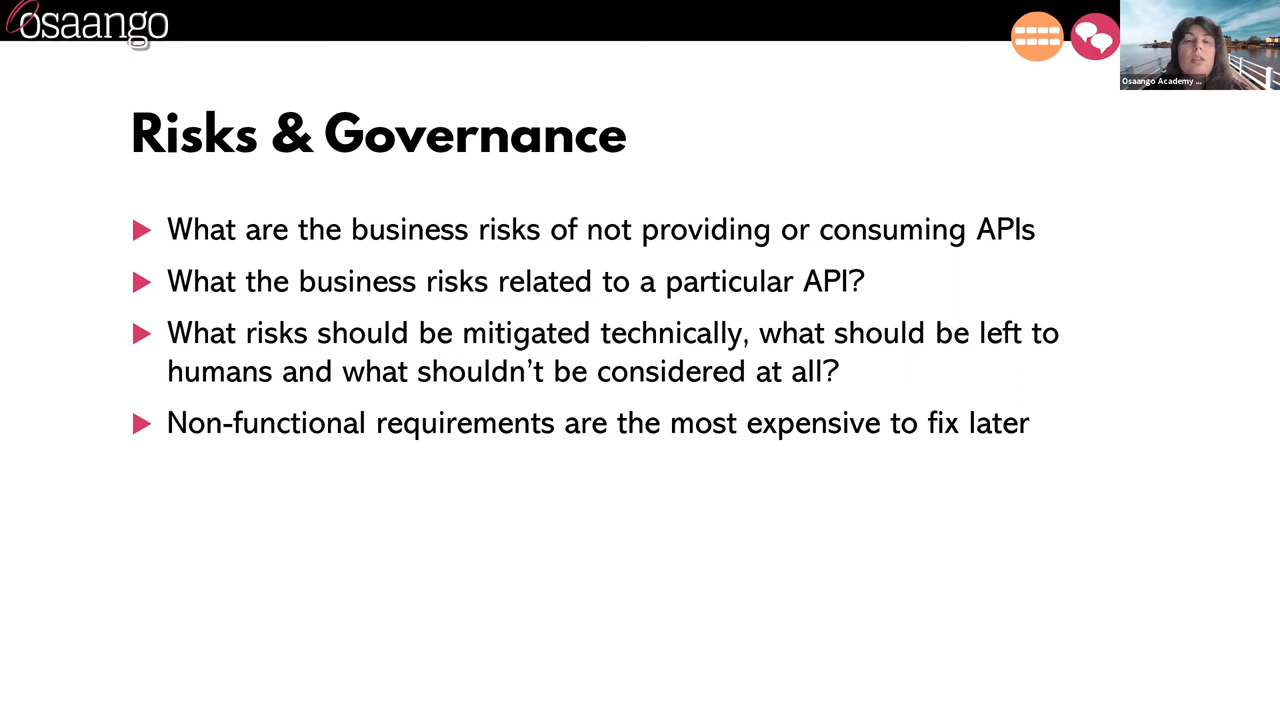 osaango
Osaango Academy ...
Risks & Governance
What are the business risks of not providing or consuming APIs
What the business risks related to a particular API?
What risks should be mitigated technically, what should be left to
humans and what shouldn't be considered at all?
Non-functional requirements are the most expensive to fix later